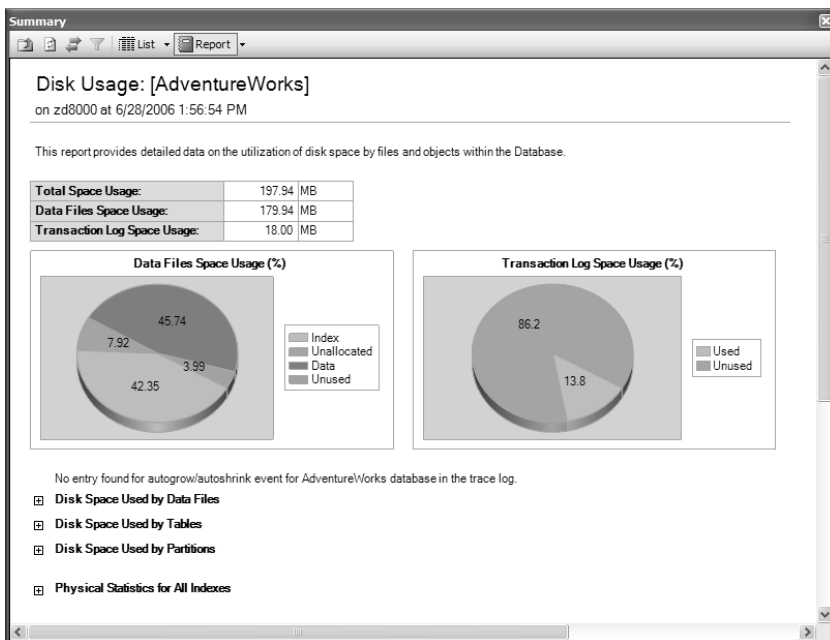 Summary
List Report
Disk Usage: [AdventureWorks]
on zd8000 at 6/28/2006 1:56:54 PM
This report provides detailed data on the utilization of disk space by files and objects within the Database.
Total Space Usage: 197.94 MB
Data Files Space Usage: 179.94 MB
Transaction Log Space Usage: 18.00 MB
Data Files Space Usage (%)
45.74
7.92
3.99
42.35
Index
Unallocated
Data
Unused
Transaction Log Space Usage (%)
86.2
13.8
Used
Unused
No entry found for autogrow/autoshrink event for AdventureWorks database in the trace log.
Disk Space Used by Data Files
Disk Space Used by Tables
Disk Space Used by Partitions
Physical Statistics for All Indexes